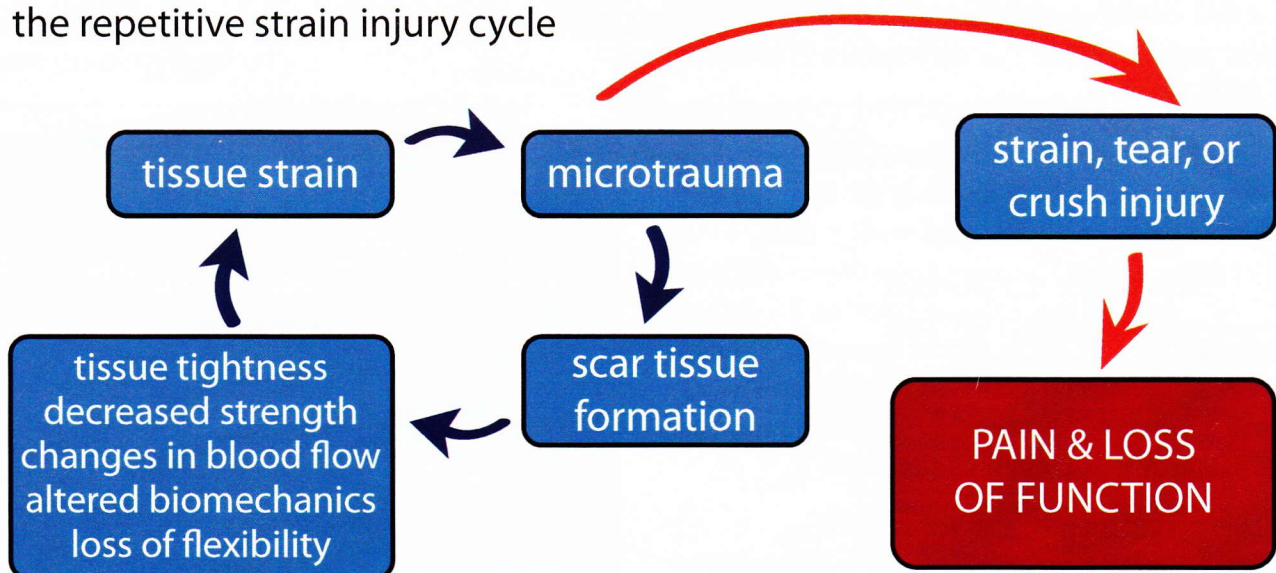 the repetitive strain injury cycle
tissue strain
microtrauma
strain, tear, or
crush injury
tissue tightness
decreased strength
changes in blood flow
altered biomechanics
loss of flexibility
scar tissue
formation
PAIN & LOSS
OF FUNCTION